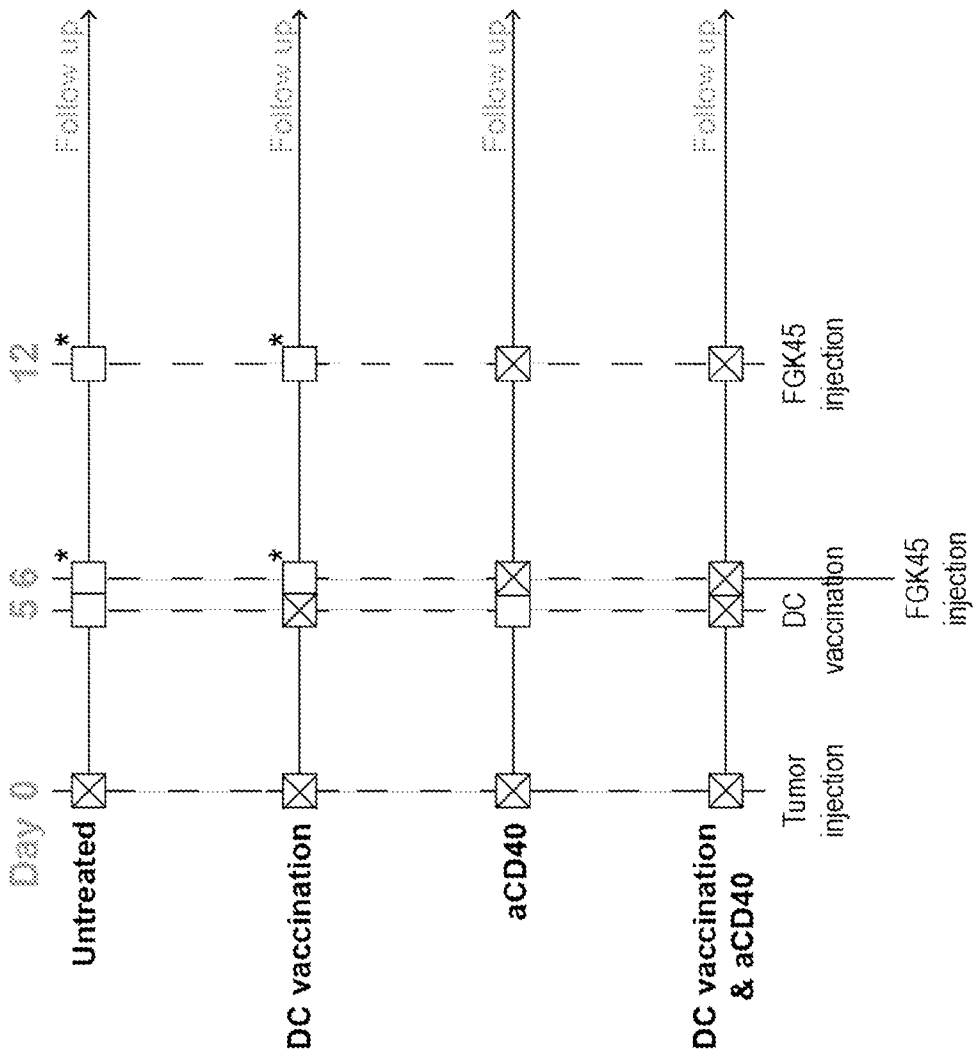 Day 0 5 6 12
Untreated
*
*
Follow up
DC vaccination
*
*
Follow up
aCD40
Follow up
DC vaccination
& aCD40
Follow up
Tumor
injection
DC
vaccination
FGK45
injection
FGK45
injection